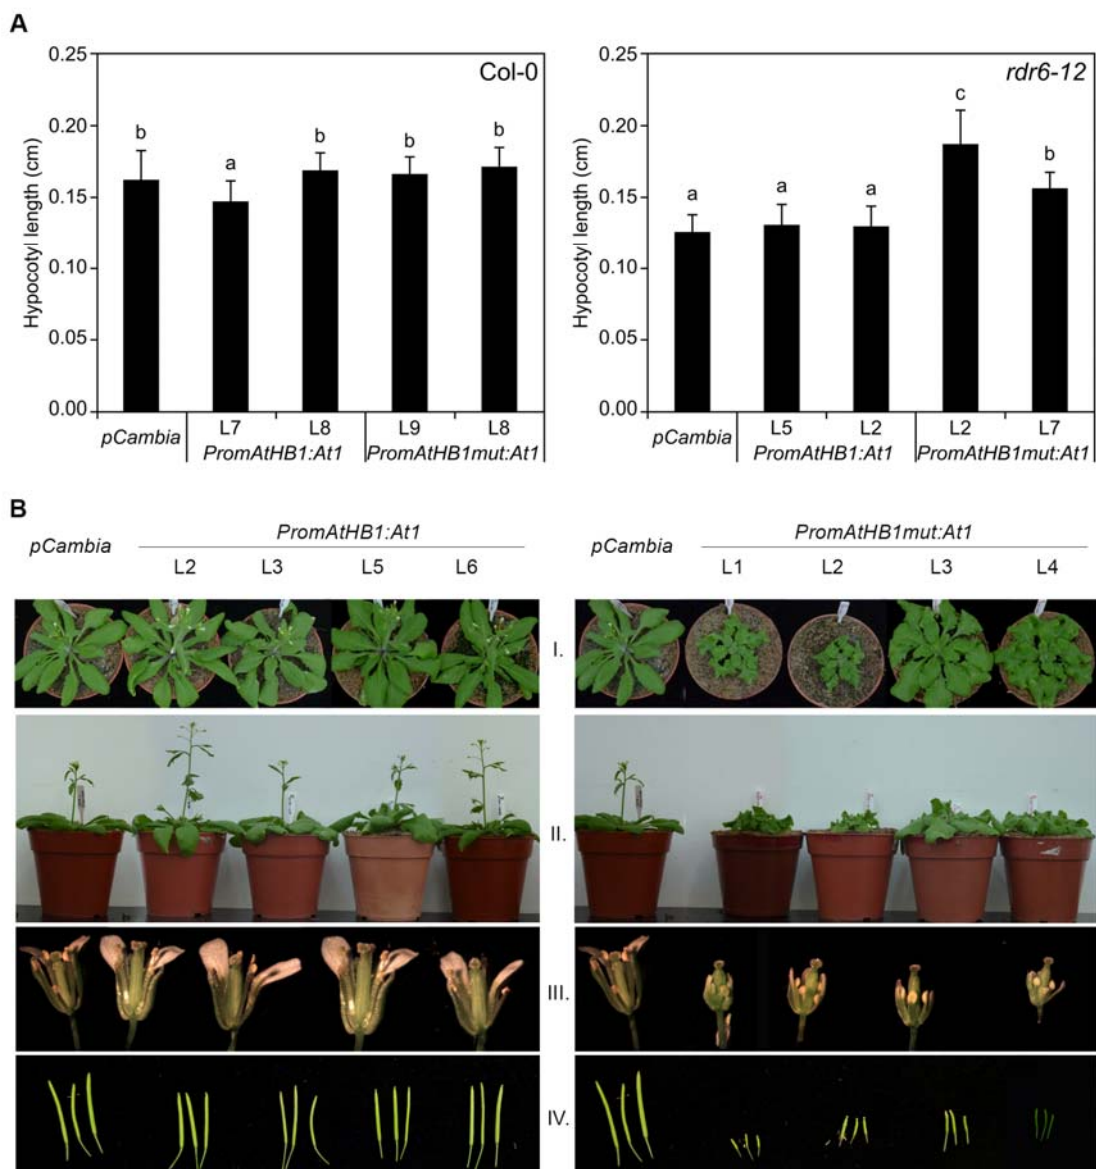 A
Col-0
Hypocotyl length (cm)
0.25
0.20
0.15
0.10
0.05
0.00
b
a
b
b
b
pCambia
L7
L8
L9
L8
PromAtHB1:At1
PromAtHB1mut:At1
rdr6-12
Hypocotyl length (cm)
0.25
0.20
0.15
0.10
0.05
0.00
a
a
a
c
b
pCambia
L5
L2
L2
L7
PromAtHB1:At1
PromAtHB1mut:At1
B
pCambia
PromAtHB1:At1
L2
L3
L5
L6
pCambia
PromAtHB1mut:At1
L1
L2
L3
L4
I.
II.
III.
IV.